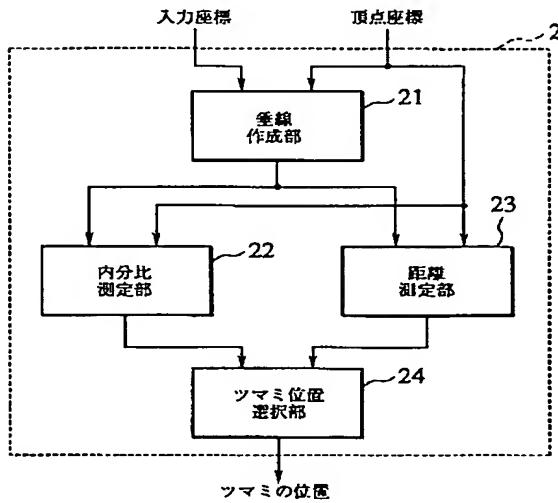 入力座標
頂点座標
2
21
垂線
作成部
23
22
内分比
測定部
距離
測定部
24
ツマミ位置
選択部
ツマミの位置